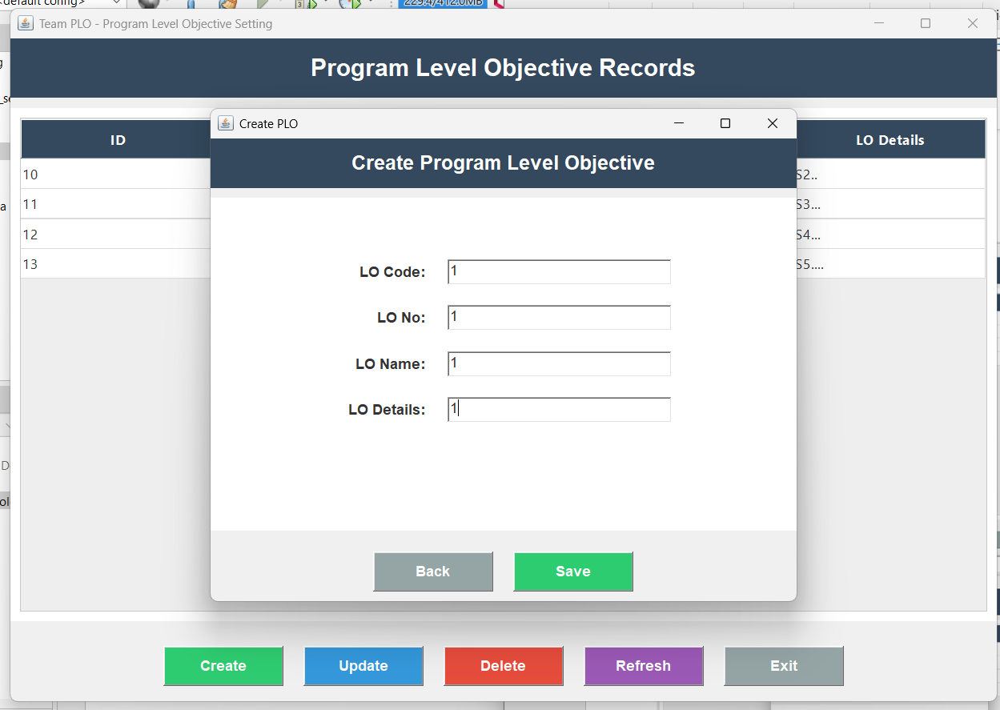 <default config>
229.4/412.0MB
Team PLO - Program Level Objective Setting
Program Level Objective Records
Create PLO
Create Program Level Objective
ID
LO Details
10
S2..
11
S3...
12
S4...
13
S5....
LO Code: 1
LO No: 1
LO Name: 1
LO Details: 1
Back
Save
Create
Update
Delete
Refresh
Exit